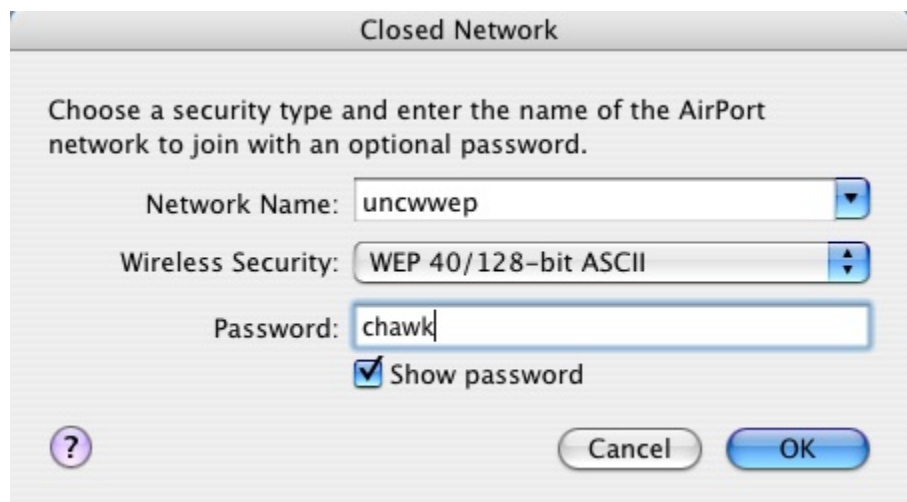 Closed Network
Choose a security type and enter the name of the AirPort
network to join with an optional password.
Network Name: uncwwep
Wireless Security: WEP 40/128-bit ASCII
Password: chawk
Show password
? Cancel OK